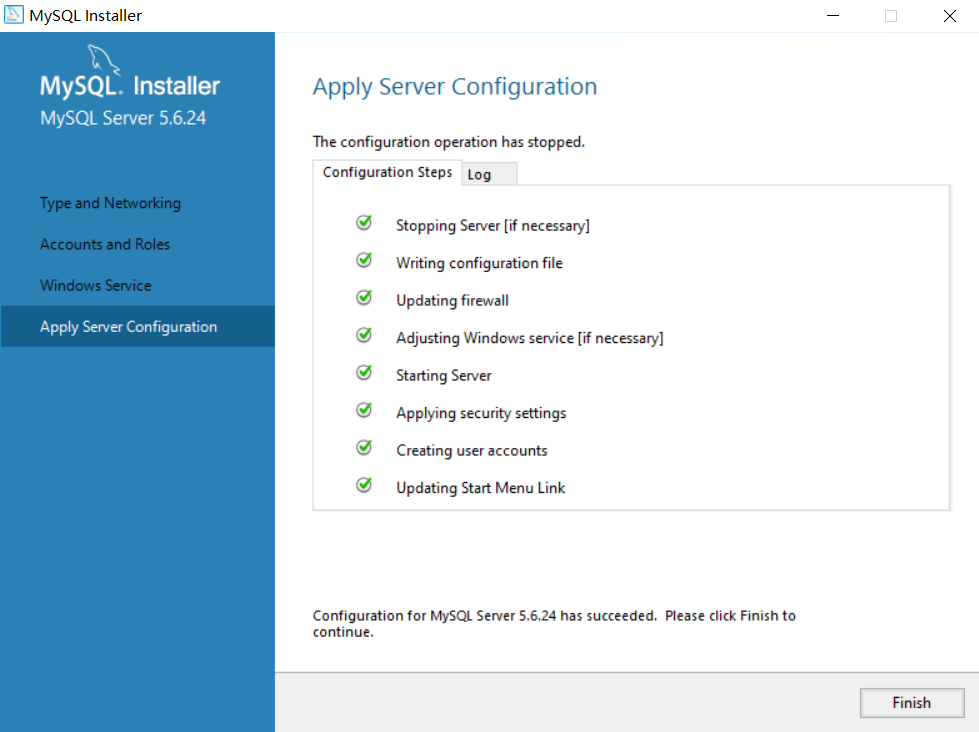 MySQL Installer
MySQL. Installer
MySQL Server 5.6.24
Type and Networking
Accounts and Roles
Windows Service
Apply Server Configuration
Apply Server Configuration
The configuration operation has stopped.
Configuration Steps
Log
Stopping Server [if necessary]
Writing configuration file
Updating firewall
Adjusting Windows service [if necessary]
Starting Server
Applying security settings
Creating user accounts
Updating Start Menu Link
Configuration for MySQL Server 5.6.24 has succeeded.  Please click Finish to
continue.
Finish